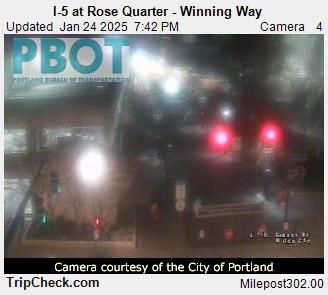 I-5 at Rose Quarter - Winning Way
Updated Jan 24 2025 7:42 PM Camera 4
PBOT
PORTLAND BUREAU OF TRANSPORTATION
Camera courtesy of the City of Portland
TripCheck.com Milepost302.00